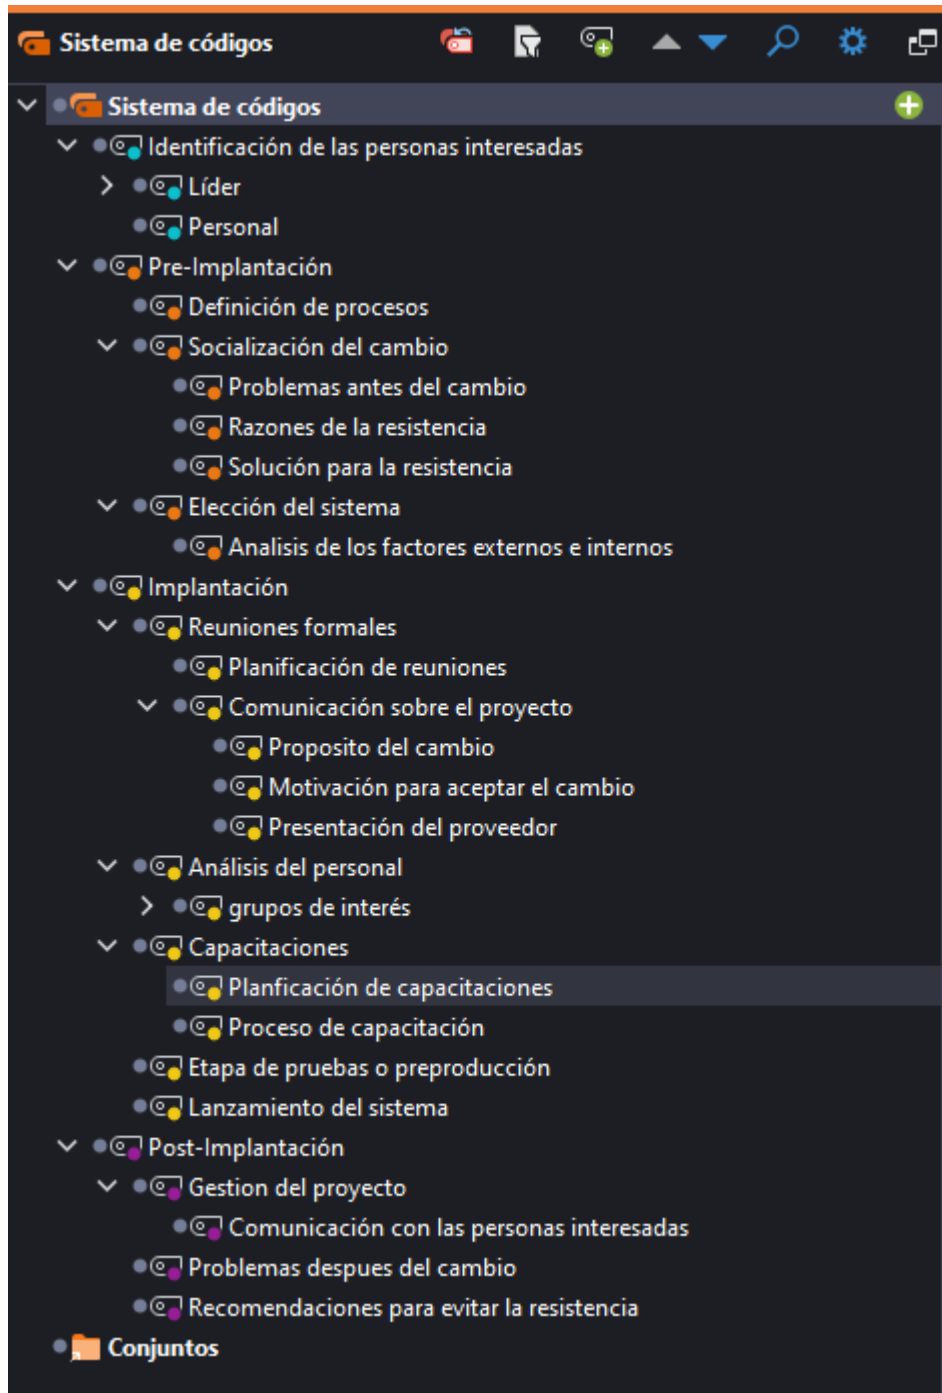 Sistema de códigos
Sistema de códigos
Identificación de las personas interesadas
Líder
Personal
Pre-Implantación
Definición de procesos
Socialización del cambio
Problemas antes del cambio
Razones de la resistencia
Solución para la resistencia
Elección del sistema
Analisis de los factores externos e internos
Implantación
Reuniones formales
Planificación de reuniones
Comunicación sobre el proyecto
Proposito del cambio
Motivación para aceptar el cambio
Presentación del proveedor
Análisis del personal
grupos de interés
Capacitaciones
Planficación de capacitaciones
Proceso de capacitación
Etapa de pruebas o preproducción
Lanzamiento del sistema
Post-Implantación
Gestion del proyecto
Comunicación con las personas interesadas
Problemas despues del cambio
Recomendaciones para evitar la resistencia
Conjuntos